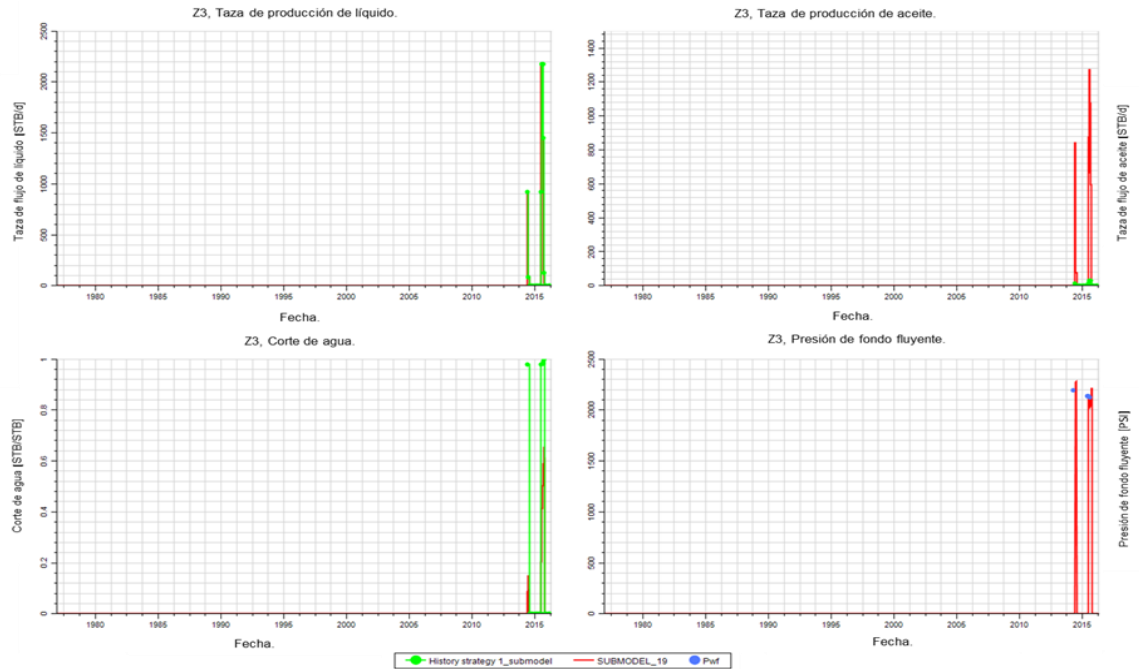 Z3, Taza de producción de líquido.
Taza de flujo de líquido [STB/d]
2500
2000
1500
1000
500
0
1980 1985 1990 1995 2000 2005 2010 2015
Fecha.
Z3, Taza de producción de aceite.
1400
1200
1000
800
600
400
200
0
Taza de flujo de aceite [STB/d]
1980 1985 1990 1995 2000 2005 2010 2015
Fecha.
Z3, Corte de agua.
Corte de agua [STB/STB]
1
0.8
0.6
0.4
0.2
0
1980 1985 1990 1995 2000 2005 2010 2015
Fecha.
Z3, Presión de fondo fluyente.
2500
2000
1500
1000
500
0
Presión de fondo fluyente [PSI]
1980 1985 1990 1995 2000 2005 2010 2015
Fecha.
History strategy 1_submodel SUBMODEL_19 Pwf